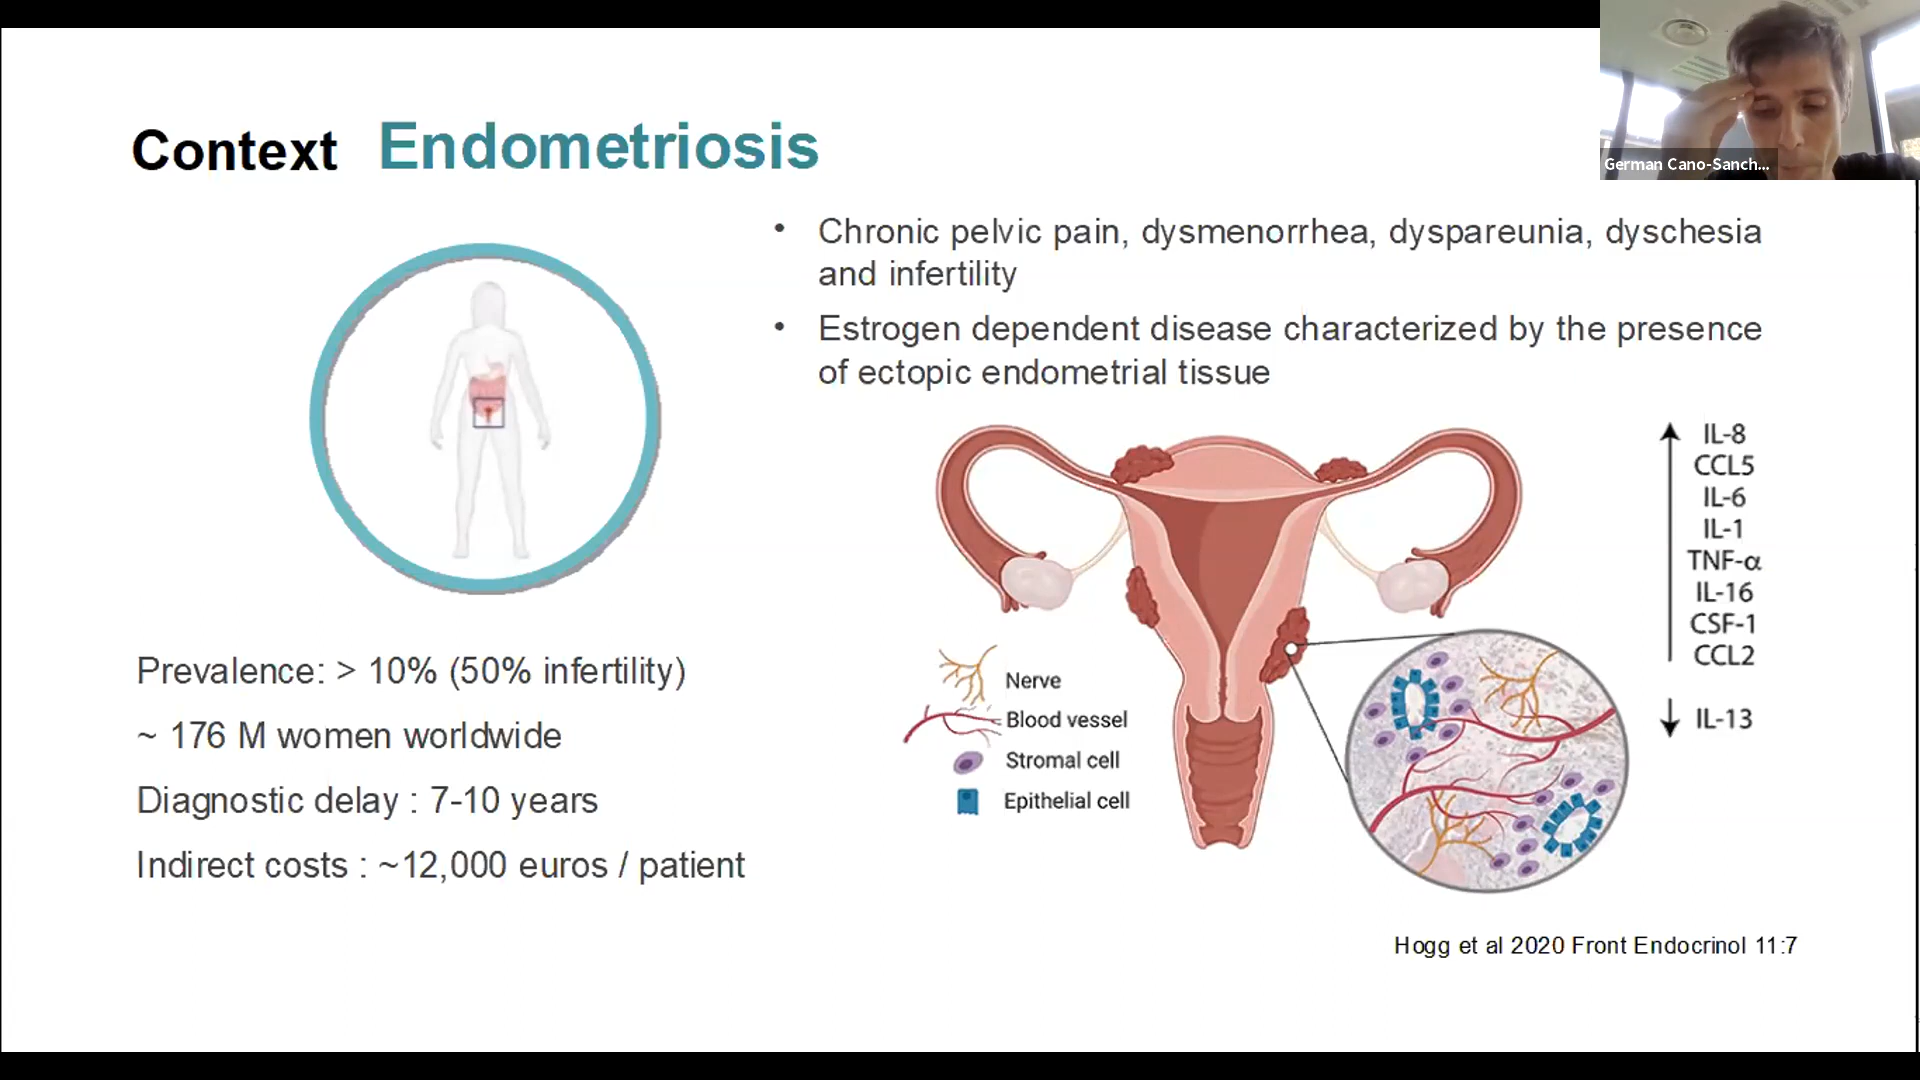 Context Endometriosis
German Cano-Sanch...
• Chronic pelvic pain, dysmenorrhea, dyspareunia, dyschesia
and infertility
• Estrogen dependent disease characterized by the presence
of ectopic endometrial tissue
Prevalence: > 10% (50% infertility)
~ 176 M women worldwide
Diagnostic delay : 7-10 years
Indirect costs : ~12,000 euros / patient
Nerve
Blood vessel
Stromal cell
Epithelial cell
IL-8
CCL5
IL-6
IL-1
TNF-α
IL-16
CSF-1
CCL2
IL-13
Hogg et al 2020 Front Endocrinol 11:7